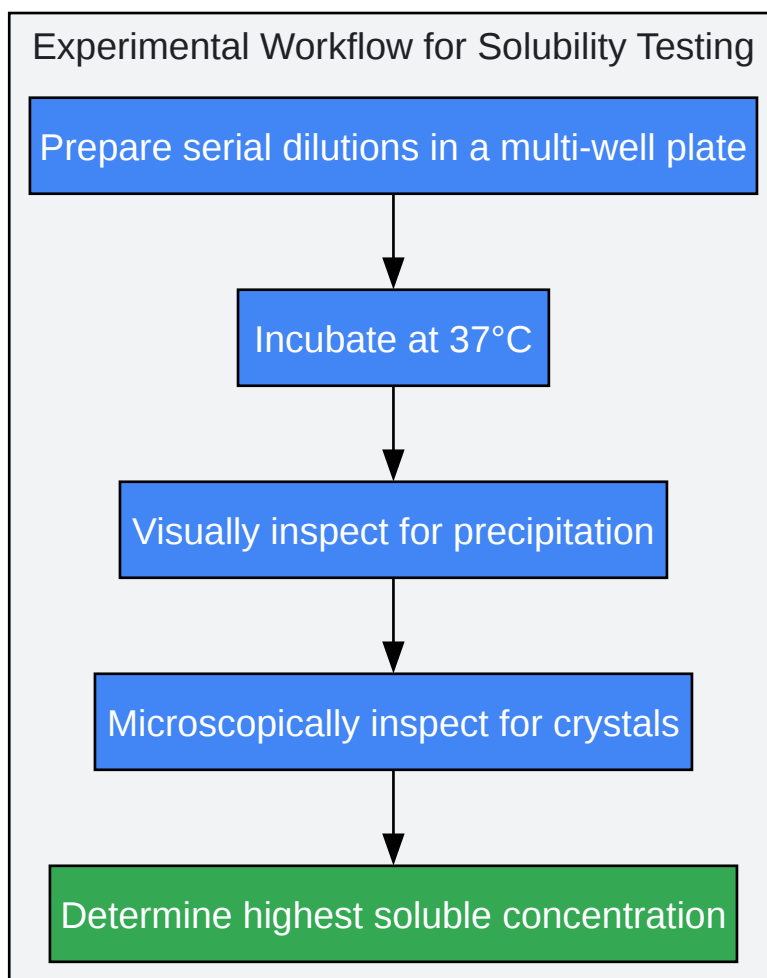 Experimental Workflow for Solubility Testing
Prepare serial dilutions in a multi-well plate
Incubate at 37°C
Visually inspect for precipitation
Microscopically inspect for crystals
Determine highest soluble concentration